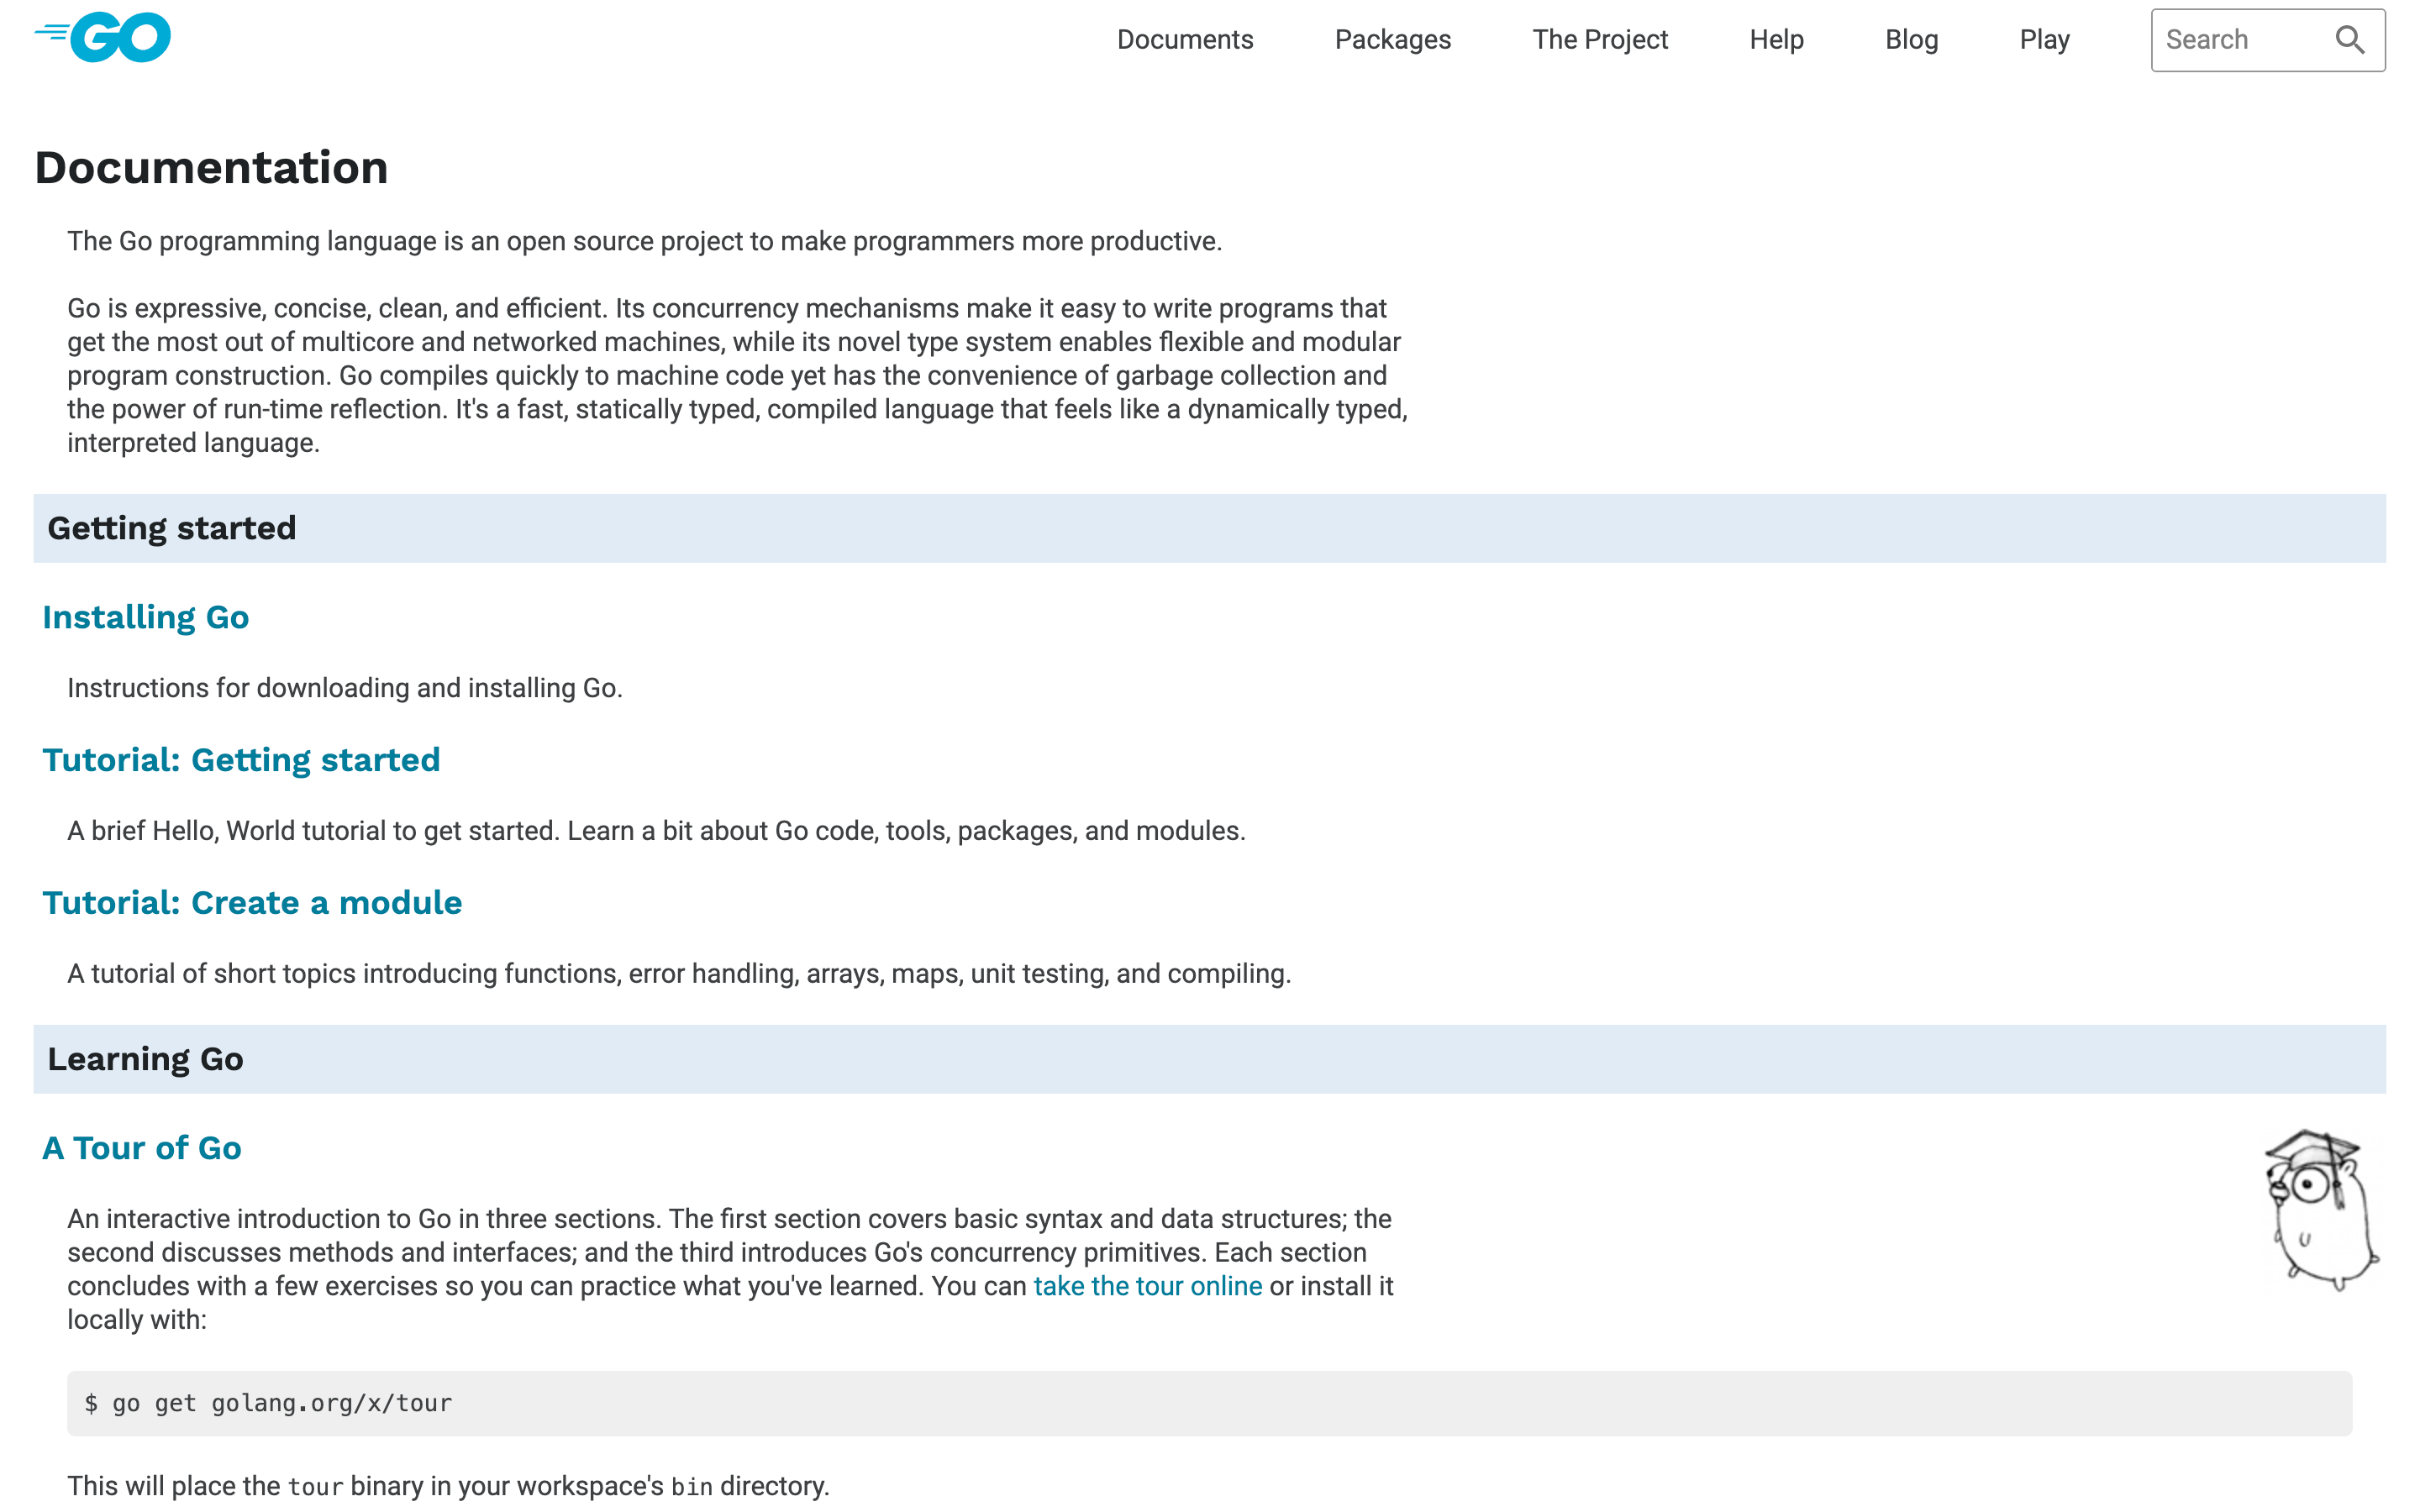 GO
Documents Packages The Project Help Blog Play Search
Documentation
The Go programming language is an open source project to make programmers more productive.
Go is expressive, concise, clean, and efficient. Its concurrency mechanisms make it easy to write programs that
get the most out of multicore and networked machines, while its novel type system enables flexible and modular
program construction. Go compiles quickly to machine code yet has the convenience of garbage collection and
the power of run-time reflection. It's a fast, statically typed, compiled language that feels like a dynamically typed,
interpreted language.
Getting started
Installing Go
Instructions for downloading and installing Go.
Tutorial: Getting started
A brief Hello, World tutorial to get started. Learn a bit about Go code, tools, packages, and modules.
Tutorial: Create a module
A tutorial of short topics introducing functions, error handling, arrays, maps, unit testing, and compiling.
Learning Go
A Tour of Go
An interactive introduction to Go in three sections. The first section covers basic syntax and data structures; the
second discusses methods and interfaces; and the third introduces Go's concurrency primitives. Each section
concludes with a few exercises so you can practice what you've learned. You can take the tour online or install it
locally with:
$ go get golang.org/x/tour
This will place the tour binary in your workspace's bin directory.